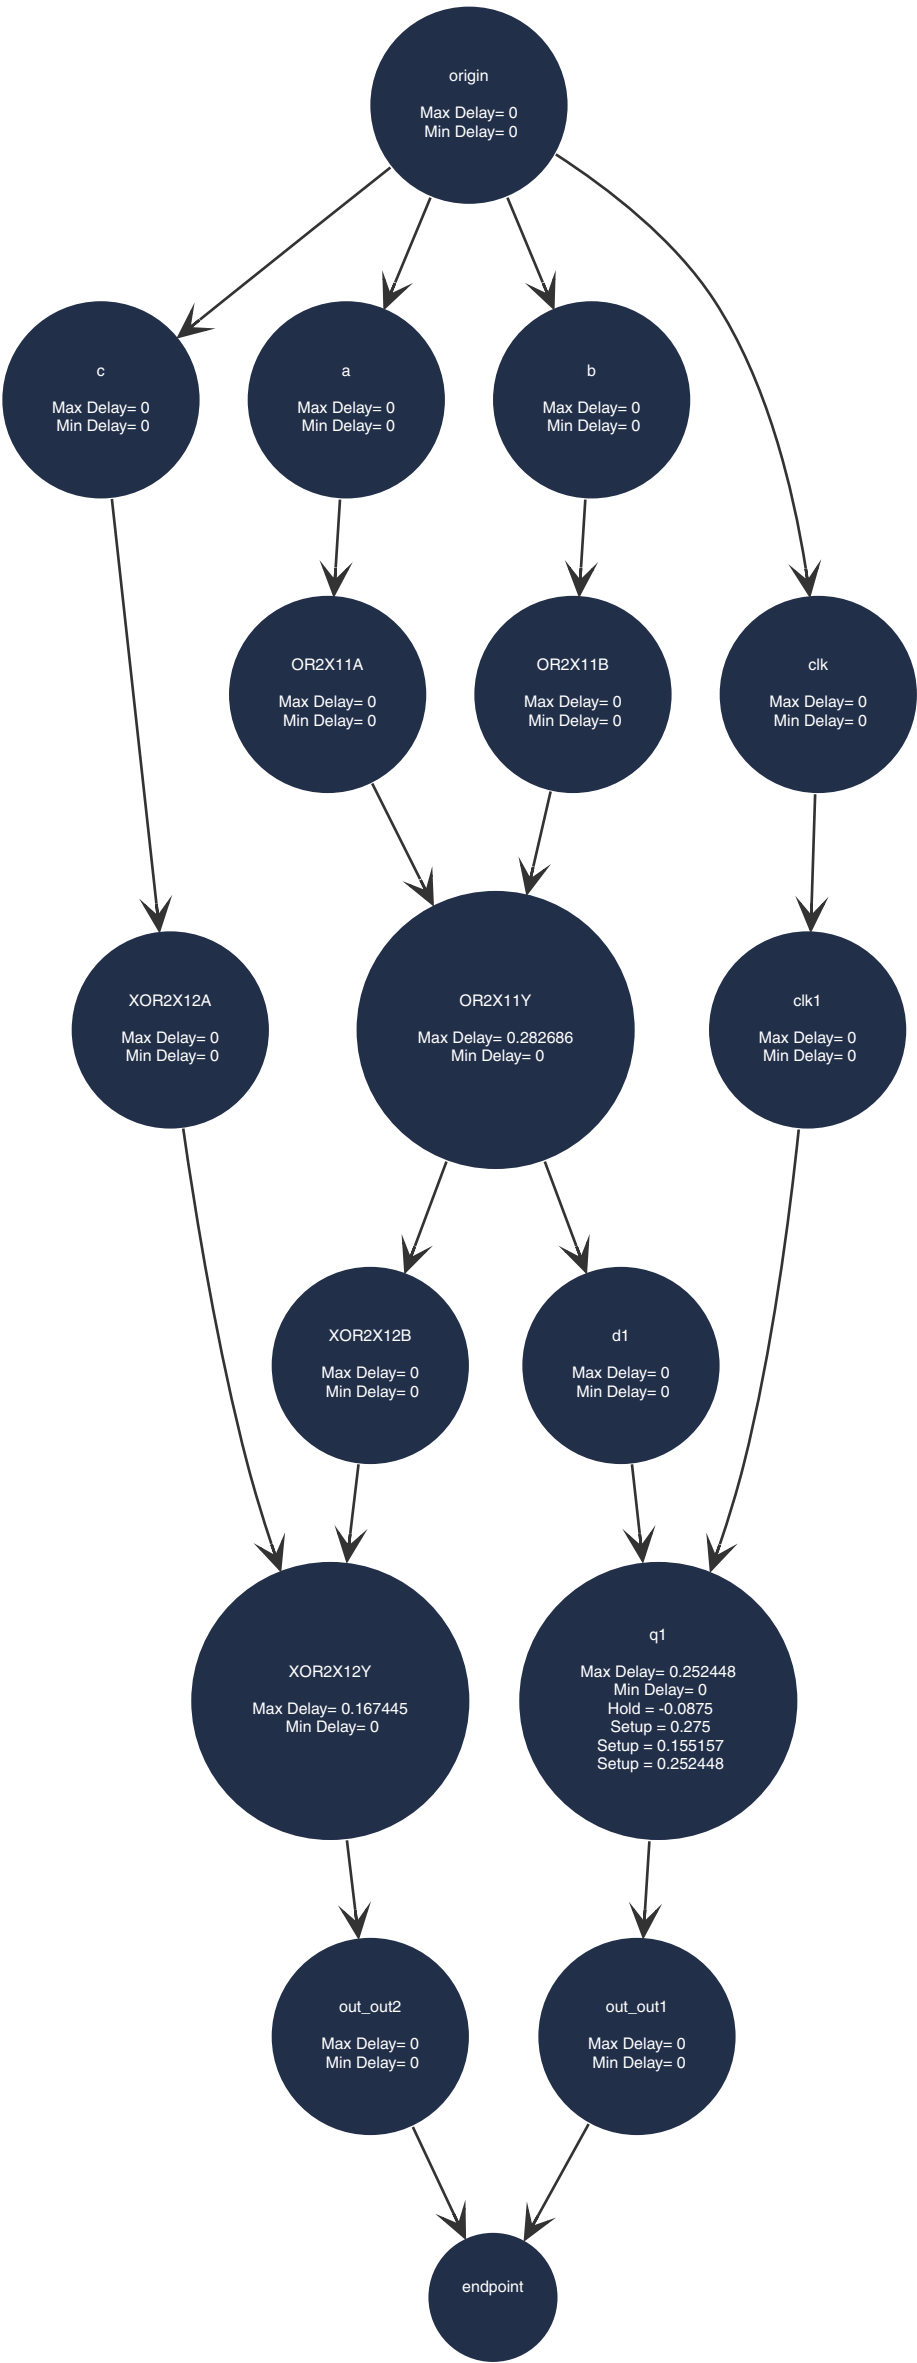 origin
Max Delay= 0
Min Delay= 0
c
Max Delay= 0
Min Delay= 0
a
Max Delay= 0
Min Delay= 0
b
Max Delay= 0
Min Delay= 0
OR2X11A
Max Delay= 0
Min Delay= 0
OR2X11B
Max Delay= 0
Min Delay= 0
clk
Max Delay= 0
Min Delay= 0
XOR2X12A
Max Delay= 0
Min Delay= 0
OR2X11Y
Max Delay= 0.282686
Min Delay= 0
clk1
Max Delay= 0
Min Delay= 0
XOR2X12B
Max Delay= 0
Min Delay= 0
d1
Max Delay= 0
Min Delay= 0
XOR2X12Y
Max Delay= 0.167445
Min Delay= 0
q1
Max Delay= 0.252448
Min Delay= 0
Hold = -0.0875
Setup = 0.275
Setup = 0.155157
Setup = 0.252448
out_out2
Max Delay= 0
Min Delay= 0
out_out1
Max Delay= 0
Min Delay= 0
endpoint